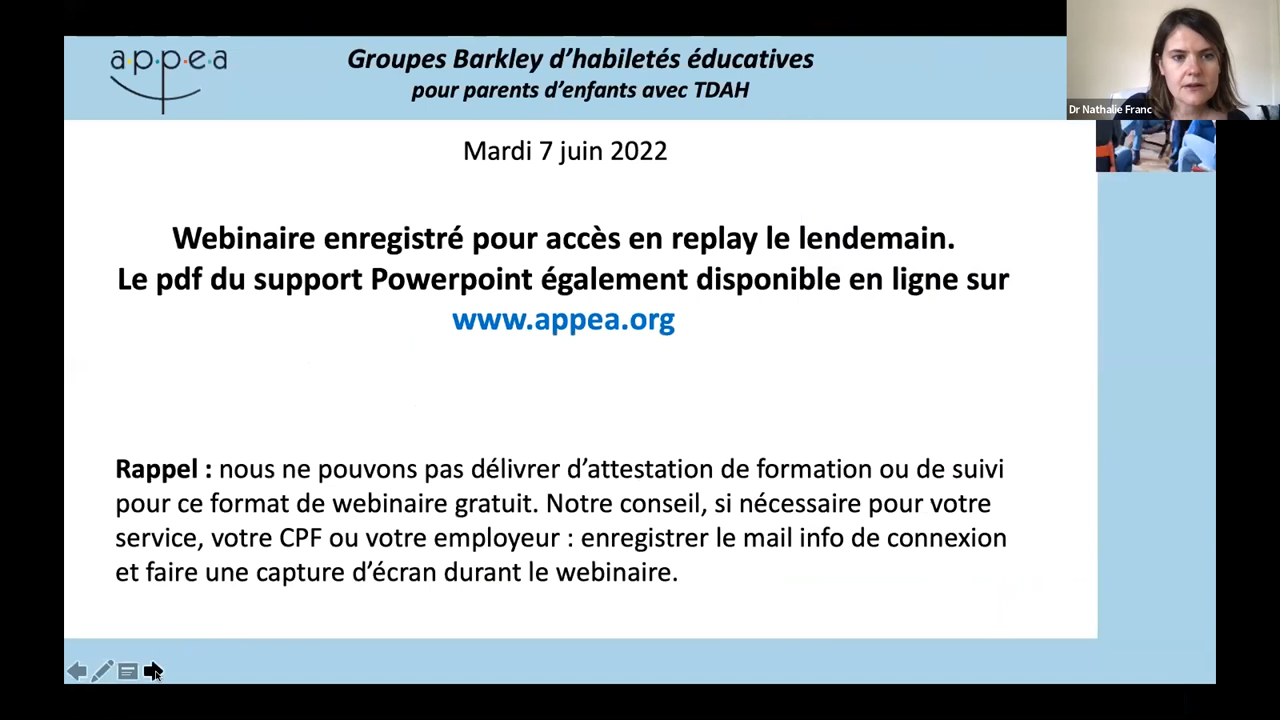 a·p·p·e·a
Groupes Barkley d’habiletés éducatives
pour parents d’enfants avec TDAH
Dr Nathalie Franc
Mardi 7 juin 2022
Webinaire enregistré pour accès en replay le lendemain.
Le pdf du support Powerpoint également disponible en ligne sur
www.appea.org
Rappel : nous ne pouvons pas délivrer d’attestation de formation ou de suivi
pour ce format de webinaire gratuit. Notre conseil, si nécessaire pour votre
service, votre CPF ou votre employeur : enregistrer le mail info de connexion
et faire une capture d’écran durant le webinaire.